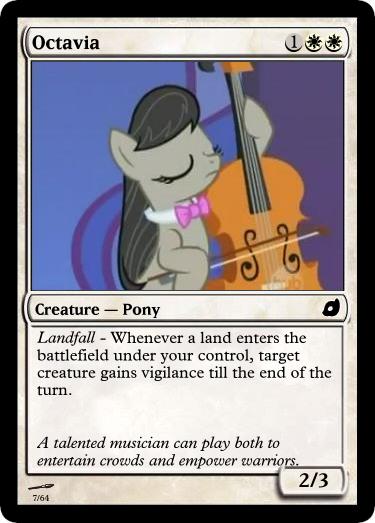 Octavia 1
Creature — Pony
Landfall - Whenever a land enters the
battlefield under your control, target
creature gains vigilance till the end of the
turn.
A talented musician can play both to
entertain crowds and empower warriors.
2/3
7/64